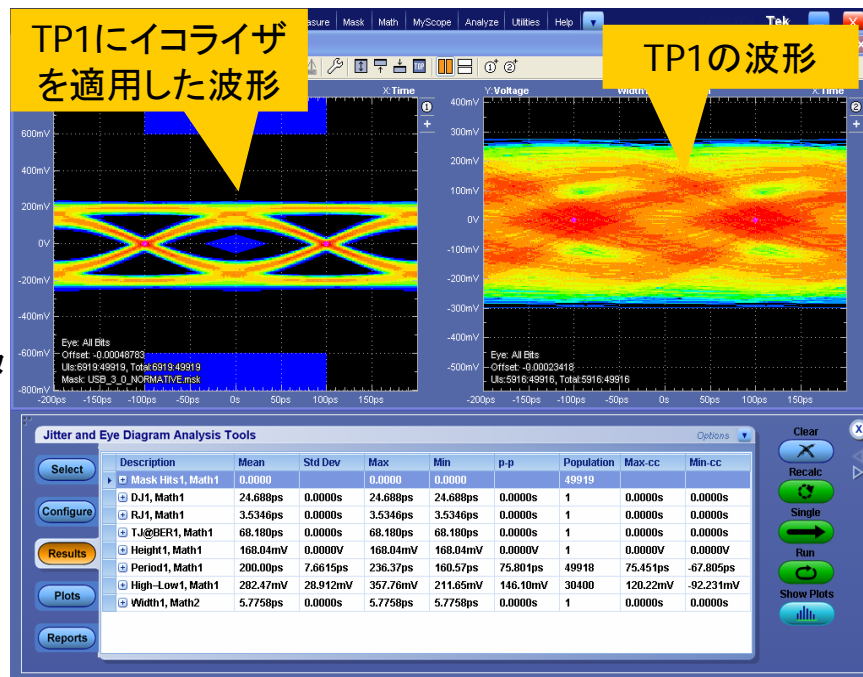 asure Mask Math MyScope Analyze Utilities Help Tek
TP1にイコライザ
を適用した波形
TP1の波形
X:Time
Y:Voltage
X:Time
600mV
400mV
200mV
0V
-200mV
-400mV
-600mV
-800mV
Eye: All Bits
Offset: -0.00048783
UIs:6919:49919, Total:6919:49919
Mask: USB_3_0_NORMATIVE.msk
-200ps -150ps -100ps -50ps 0s 50ps 100ps 150ps
1
400mV
300mV
200mV
100mV
0V
-100mV
-200mV
-300mV
-400mV
-500mV
Eye: All Bits
Offset: -0.00023418
UIs:5916:49916, Total:5916:49916
-200ps -150ps -100ps -50ps 0s 50ps 100ps 150ps
2
Jitter and Eye Diagram Analysis Tools
Options
Select
Configure
Results
Plots
Reports
Description Mean Std Dev Max Min p-p Population Max-cc Min-cc
Mask Hits1, Math1 0.0000 0.0000 0.0000 49919
DJ1, Math1 24.688ps 0.0000s 24.688ps 24.688ps 0.0000s 1 0.0000s 0.0000s
RJ1, Math1 3.5346ps 0.0000s 3.5346ps 3.5346ps 0.0000s 1 0.0000s 0.0000s
TJ@BER1, Math1 68.180ps 0.0000s 68.180ps 68.180ps 0.0000s 1 0.0000s 0.0000s
Height1, Math1 168.04mV 0.0000V 168.04mV 168.04mV 0.0000V 1 0.0000V 0.0000V
Period1, Math1 200.00ps 7.6615ps 236.37ps 160.57ps 75.801ps 49918 75.451ps -67.805ps
High-Low1, Math1 282.47mV 28.912mV 357.76mV 211.65mV 146.10mV 30400 120.22mV -92.231mV
Width1, Math2 5.7758ps 0.0000s 5.7758ps 5.7758ps 0.0000s 1 0.0000s 0.0000s
Clear
Recalc
Single
Run
Show Plots